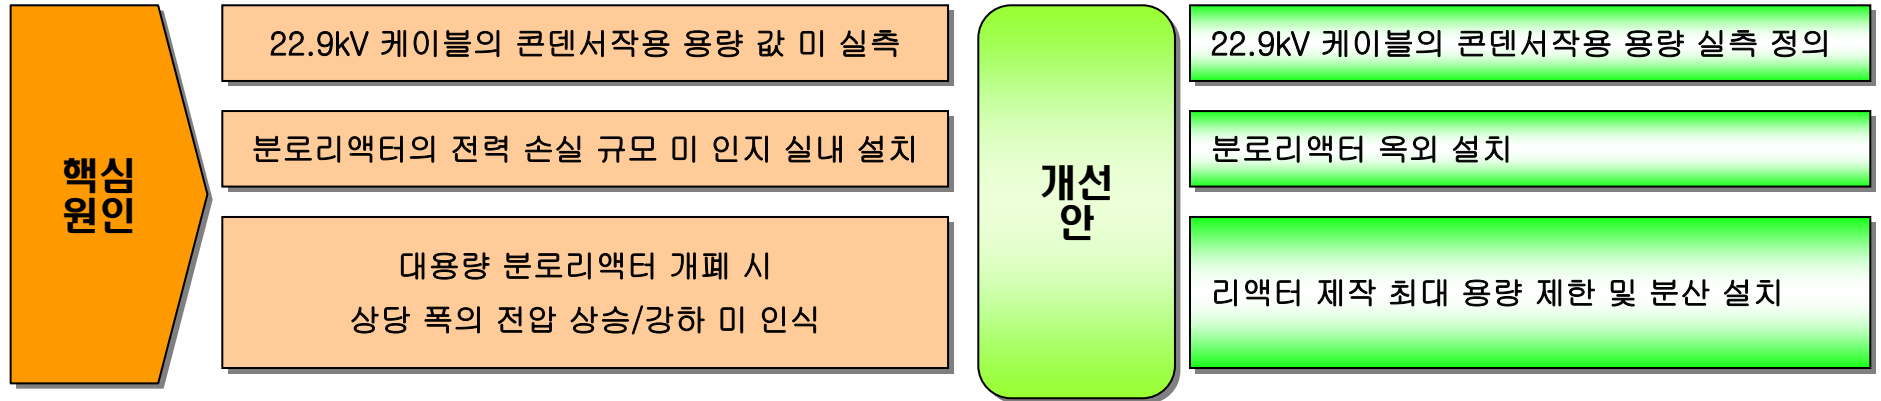 핵심
원인
22.9kV 케이블의 콘덴서작용 용량 값 미 실측
분로리액터의 전력 손실 규모 미 인지 실내 설치
대용량 분로리액터 개폐 시
상당 폭의 전압 상승/강하 미 인식
개선
안
22.9kV 케이블의 콘덴서작용 용량 실측 정의
분로리액터 옥외 설치
리액터 제작 최대 용량 제한 및 분산 설치